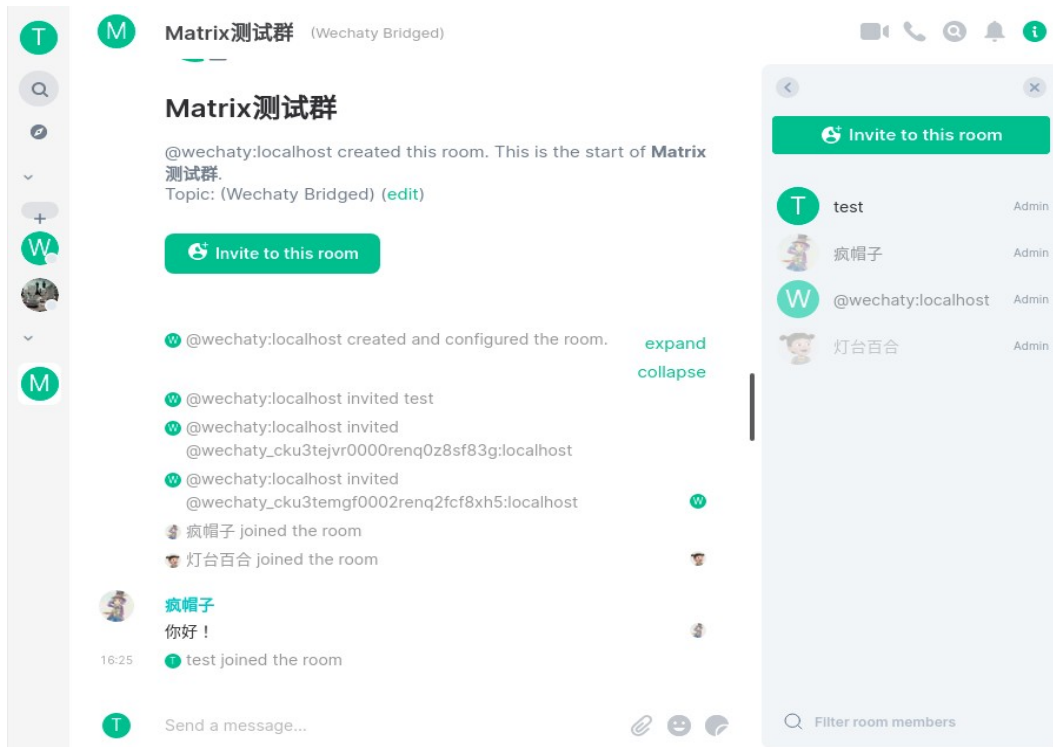 T
M
Matrix测试群 (Wechaty Bridged)
Matrix测试群
@wechaty:localhost created this room. This is the start of Matrix
测试群.
Topic: (Wechaty Bridged) (edit)
Invite to this room
W @wechaty:localhost created and configured the room.
expand
collapse
W @wechaty:localhost invited test
W @wechaty:localhost invited
@wechaty_cku3tejvr0000renq0z8sf83g:localhost
W @wechaty:localhost invited
@wechaty_cku3temgf0002renq2fcf8xh5:localhost
W
疯帽子 joined the room
灯台百合 joined the room
疯帽子
你好！
16:25 T test joined the room
T Send a message...
W
M
Invite to this room
T test Admin
疯帽子 Admin
W @wechaty:localhost Admin
灯台百合 Admin
Filter room members